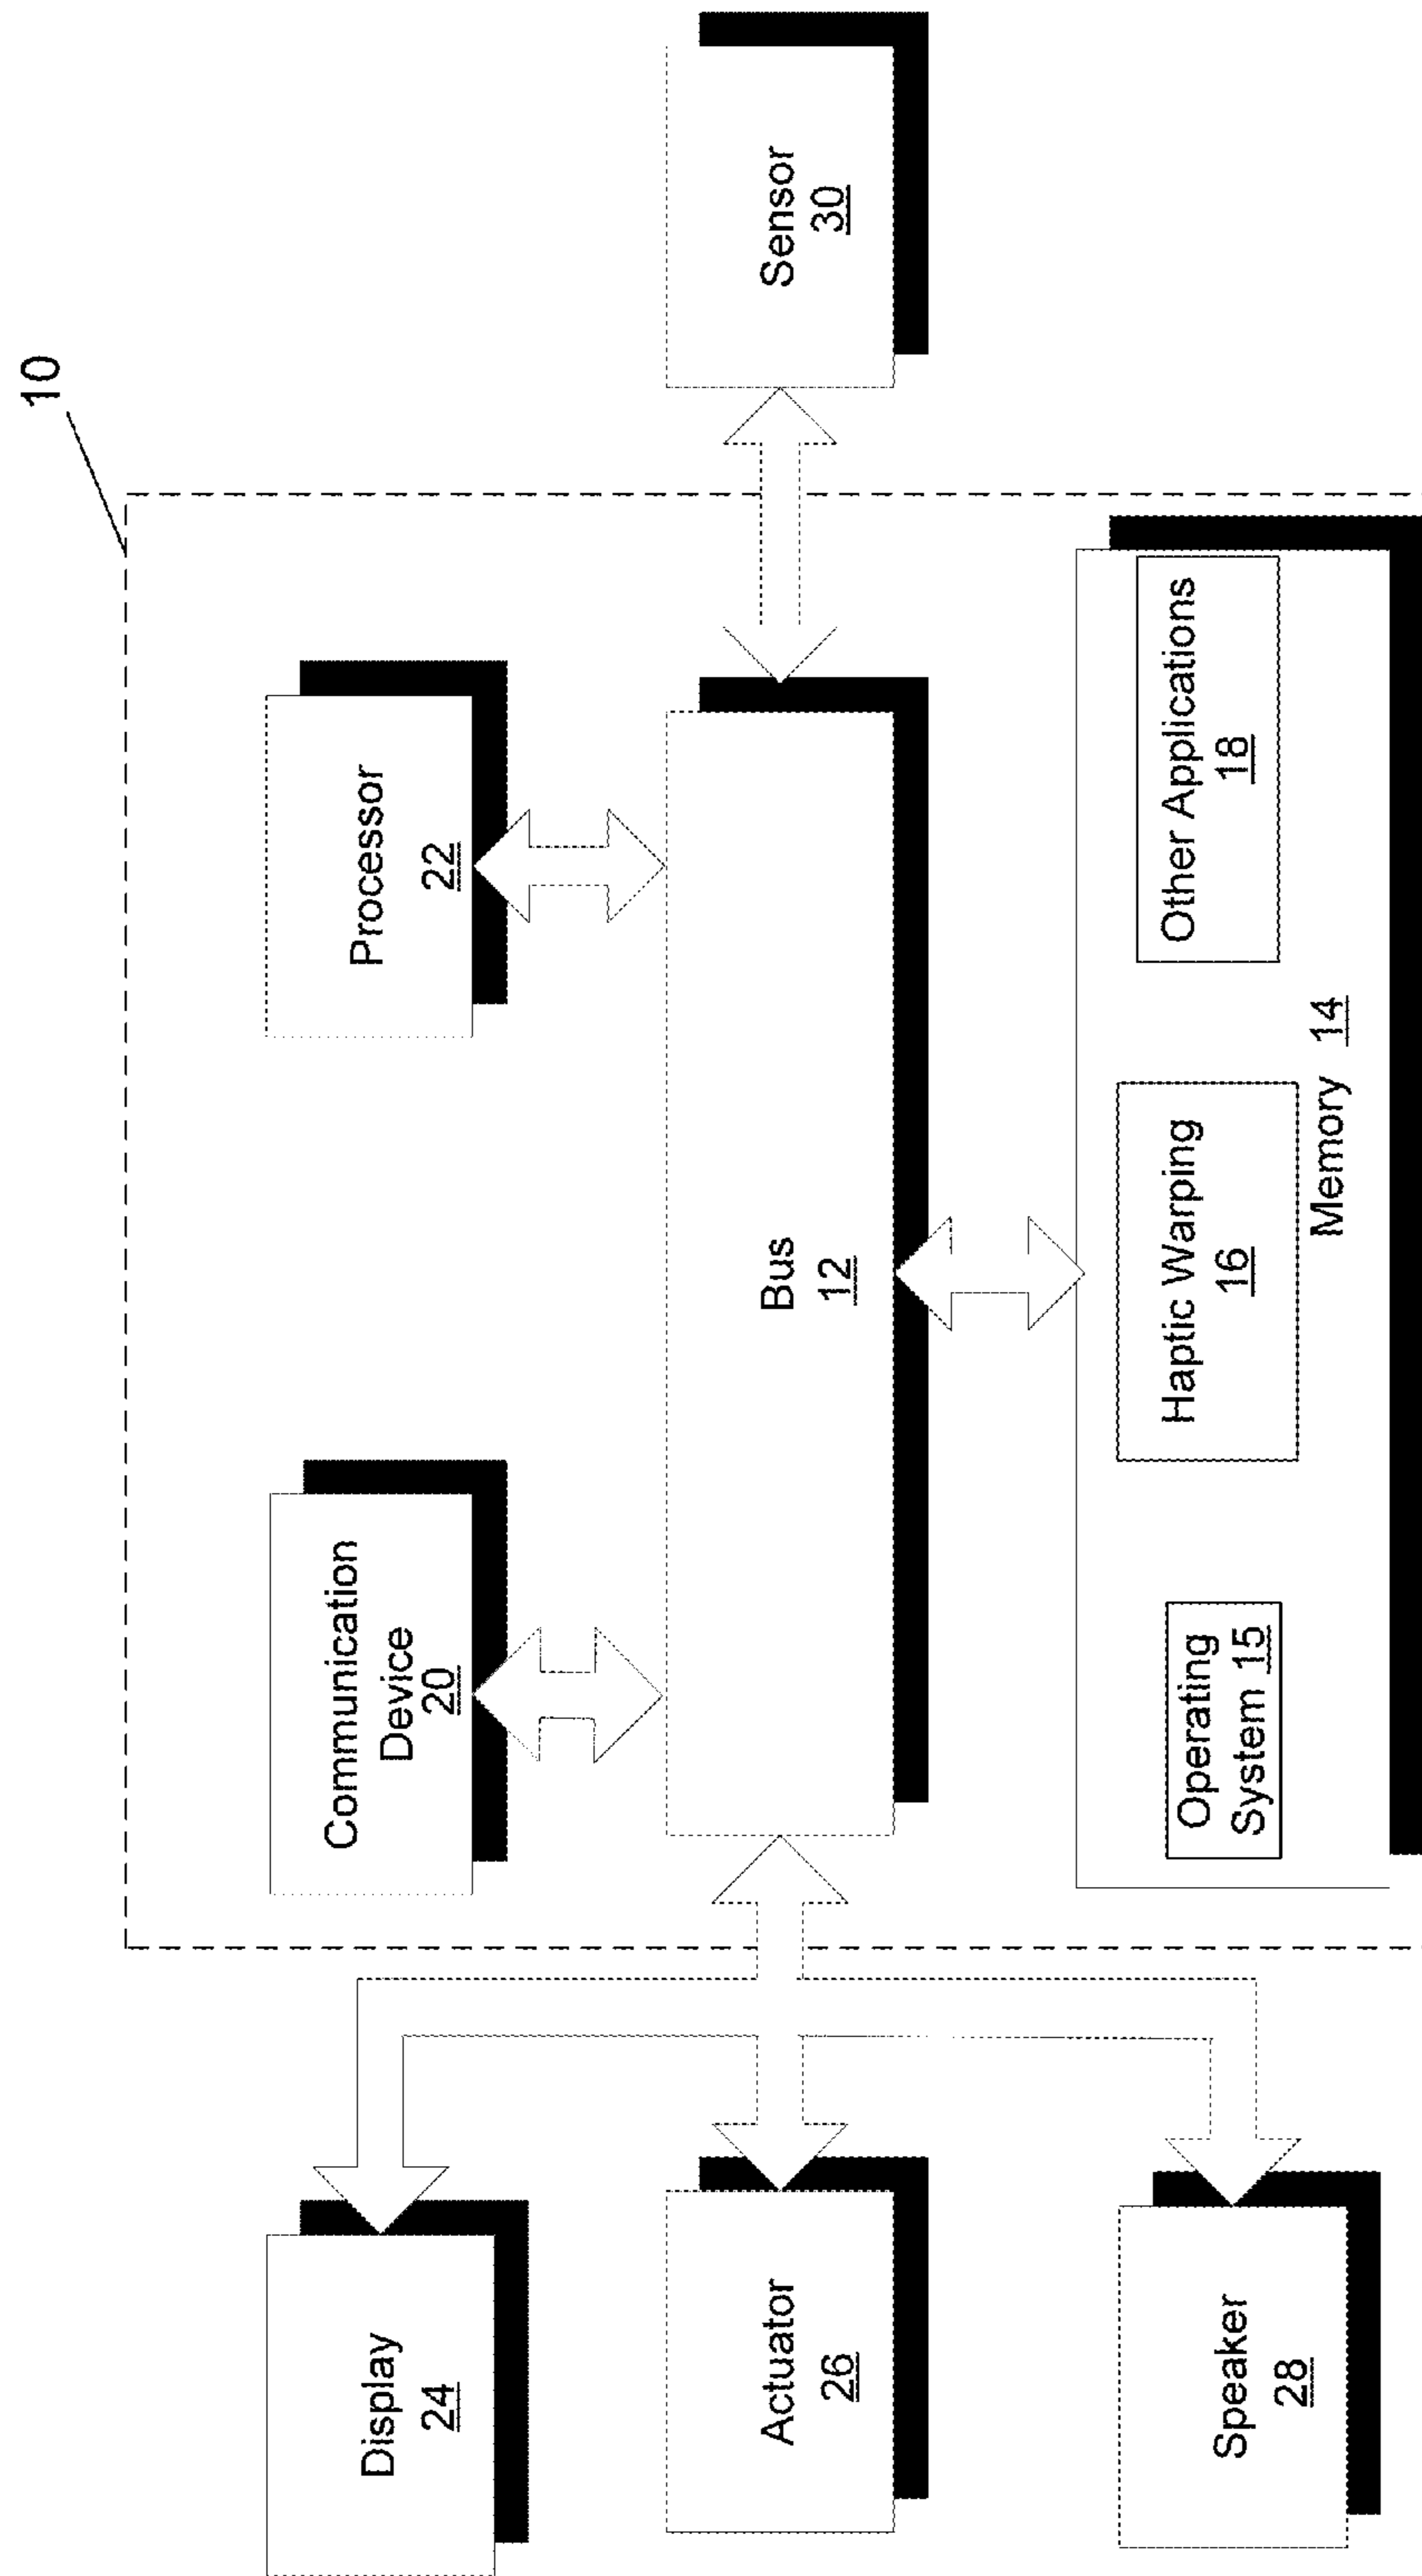 10
Communication
Device
20
Processor
22
Display
24
Actuator
26
Speaker
28
Bus
12
Sensor
30
Operating
System 15
Haptic Warping
16
Other Applications
18
Memory 14